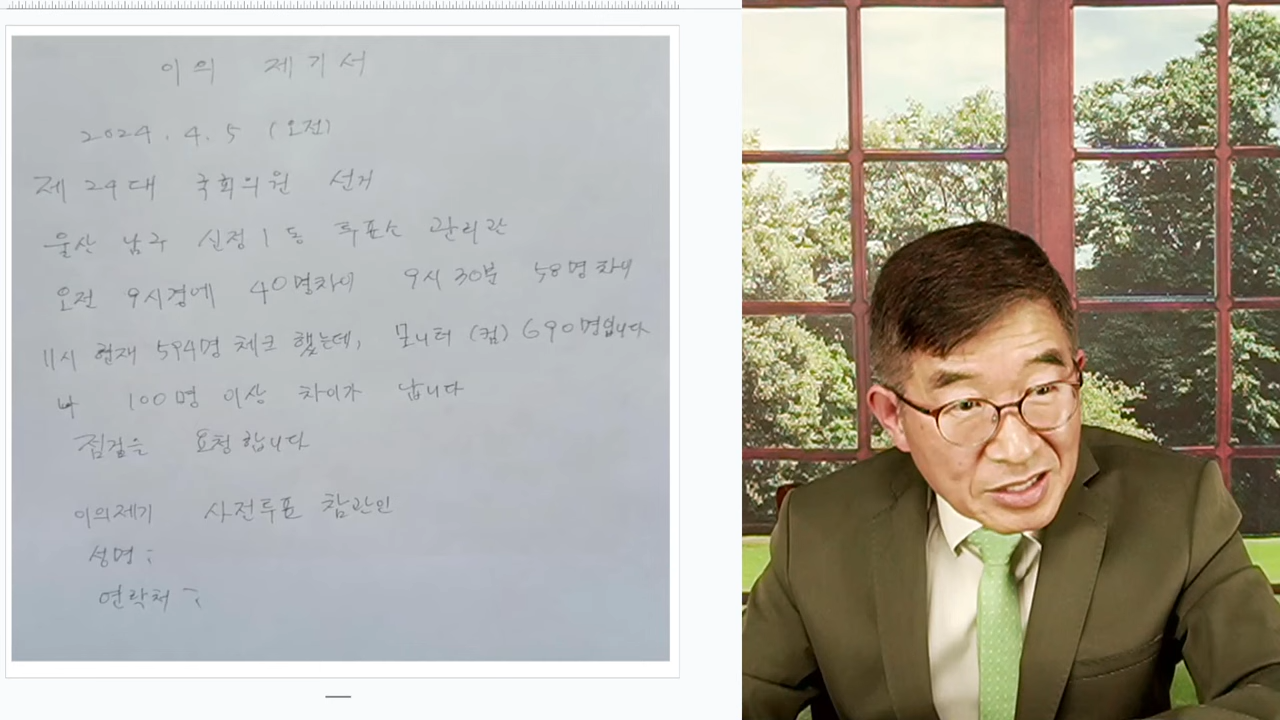 이의 제기서
2024. 4. 5 (오전)
제 24대 국회의원 선거
울산 남구 신정1동 투표소 관리관
오전 9시경에 40명차이 9시 30분 58명 차이
11시 현재 594명 체크 했는데, 모니터 (컴) 690명입니다
100명 이상 차이가 납니다
점검을 요청합니다
이의제기 사전투표 참관인
성명;
연락처;